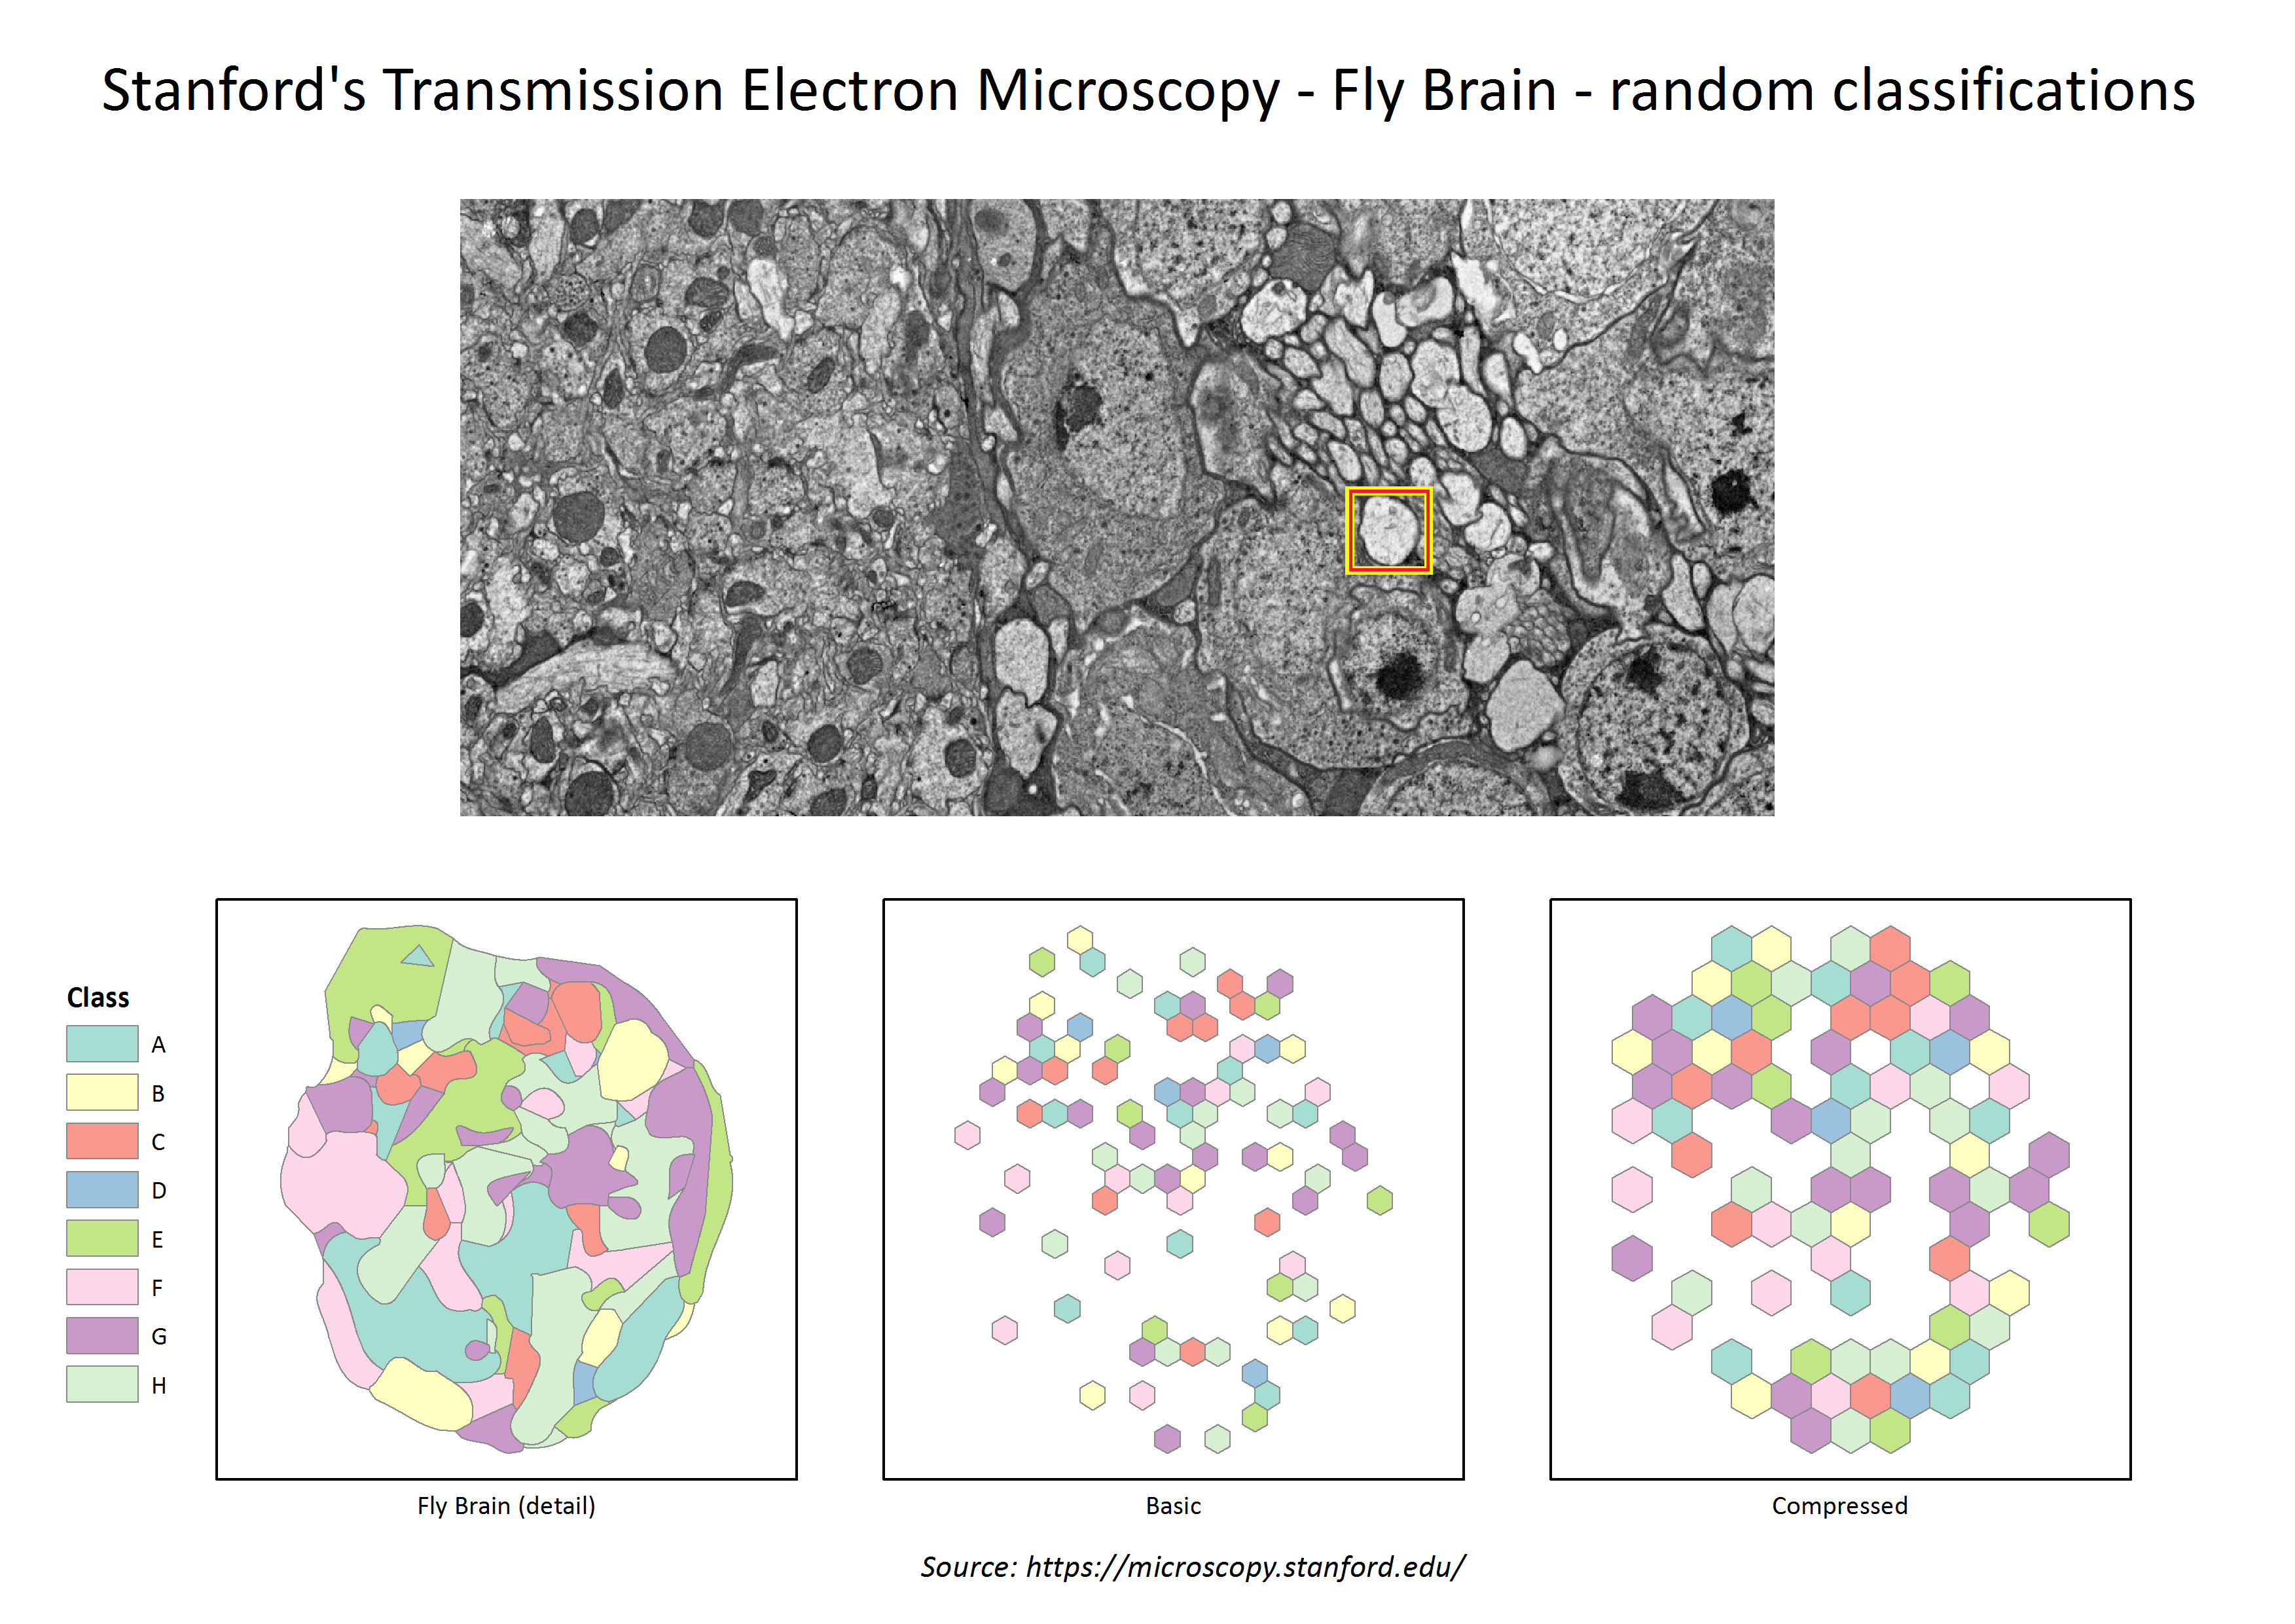 Stanford's Transmission Electron Microscopy - Fly Brain - random classifications
Class
A
B
C
D
E
F
G
H
Fly Brain (detail)
Basic
Compressed
Source: https://microscopy.stanford.edu/